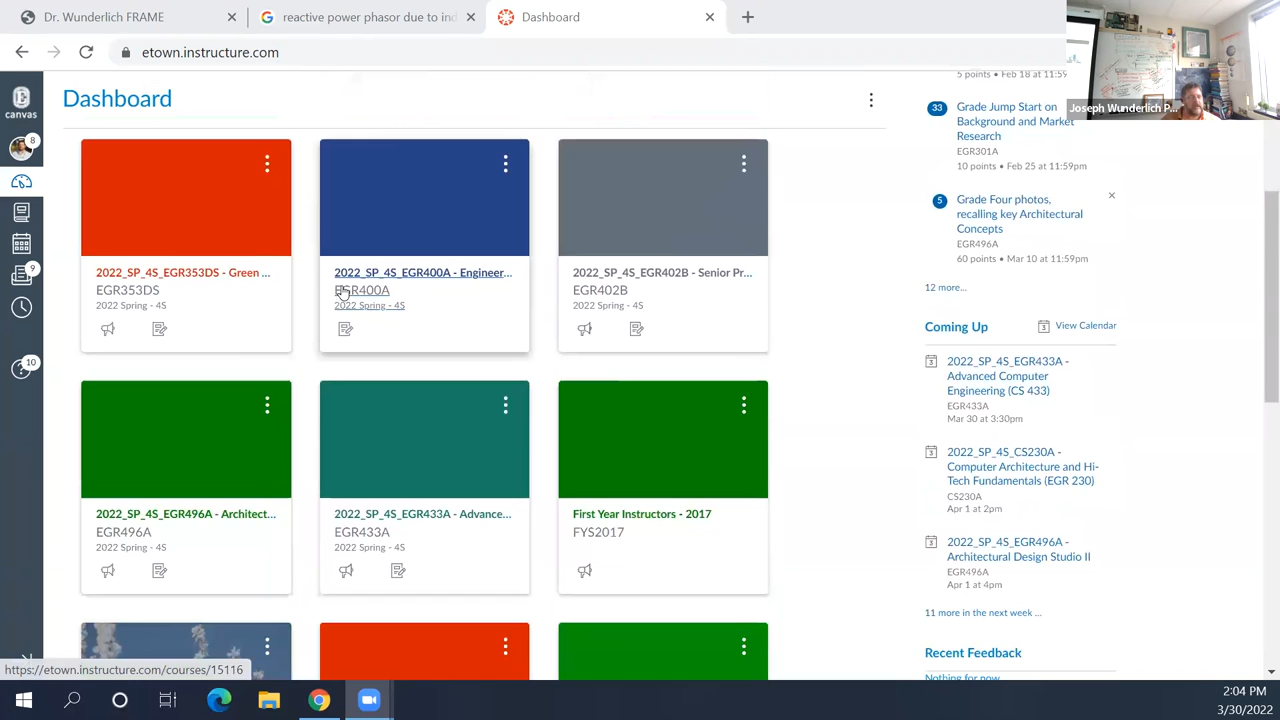 Dr. Wunderlich FRAME
reactive power phasor due to ind
Dashboard
etown.instructure.com
canvas
8
9
10
Dashboard
2022_SP_4S_EGR353DS - Green ...
EGR353DS
2022 Spring - 4S
2022_SP_4S_EGR400A - Engineer...
EGR400A
2022 Spring - 4S
2022_SP_4S_EGR402B - Senior Pr...
EGR402B
2022 Spring - 4S
2022_SP_4S_EGR496A - Architect...
EGR496A
2022 Spring - 4S
2022_SP_4S_EGR433A - Advance...
EGR433A
2022 Spring - 4S
First Year Instructors - 2017
FYS2017
5 points • Feb 18 at 11:59
33
Grade Jump Start on
Background and Market
Research
EGR301A
10 points • Feb 25 at 11:59pm
5
Grade Four photos,
recalling key Architectural
Concepts
EGR496A
60 points • Mar 10 at 11:59pm
12 more...
Coming Up
View Calendar
2022_SP_4S_EGR433A -
Advanced Computer
Engineering (CS 433)
EGR433A
Mar 30 at 3:30pm
2022_SP_4S_CS230A -
Computer Architecture and Hi-
Tech Fundamentals (EGR 230)
CS230A
Apr 1 at 2pm
2022_SP_4S_EGR496A -
Architectural Design Studio II
EGR496A
Apr 1 at 4pm
11 more in the next week ...
Recent Feedback
Nothing for now
Joseph Wunderlich P...
https://etown.instructure.com/courses/15116
2:04 PM
3/30/2022